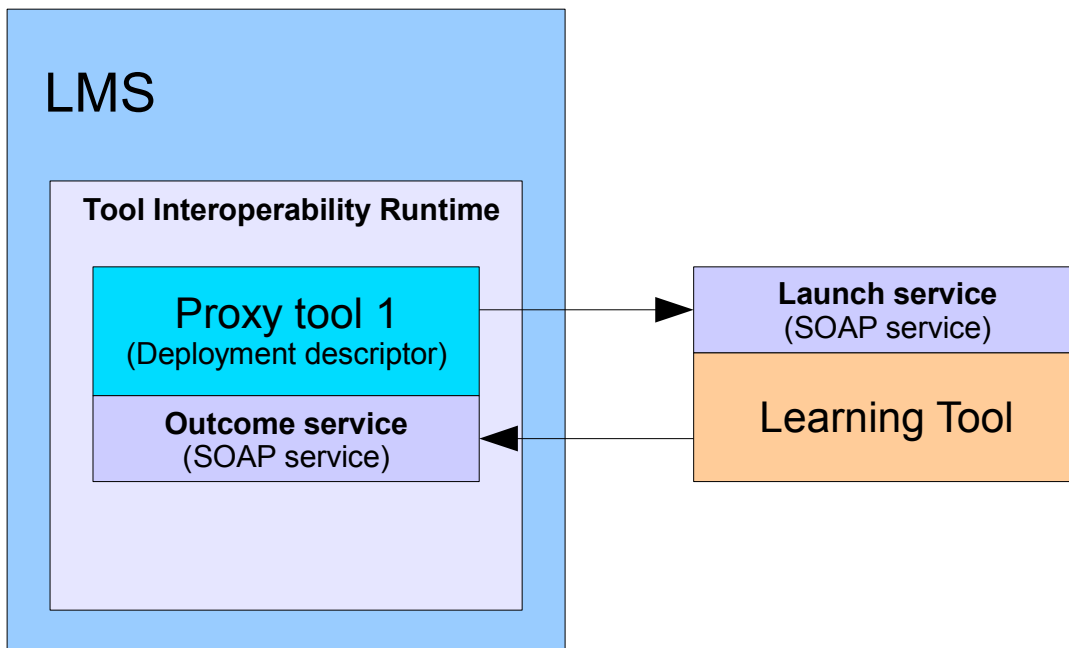 LMS
Tool Interoperability Runtime
Proxy tool 1
(Deployment descriptor)
Outcome service
(SOAP service)
Launch service
(SOAP service)
Learning Tool